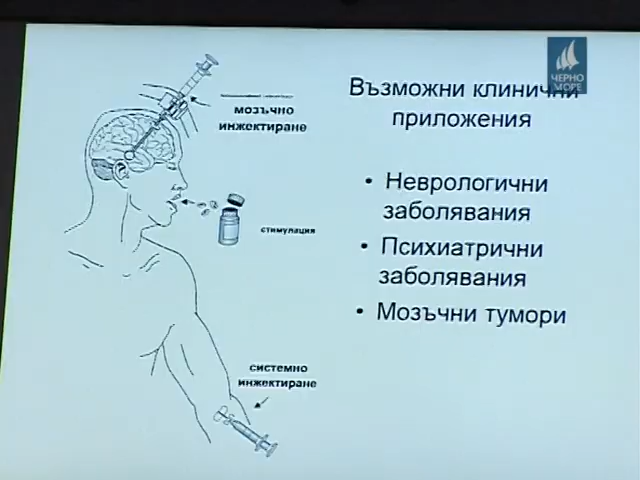 ЧЕРНО
МОРЕ
Възможни клинични
приложения
• Неврологични
заболявания
• Психиатрични
заболявания
• Мозъчни тумори
мозъчно
инжектиране
стимулация
системно
инжектиране